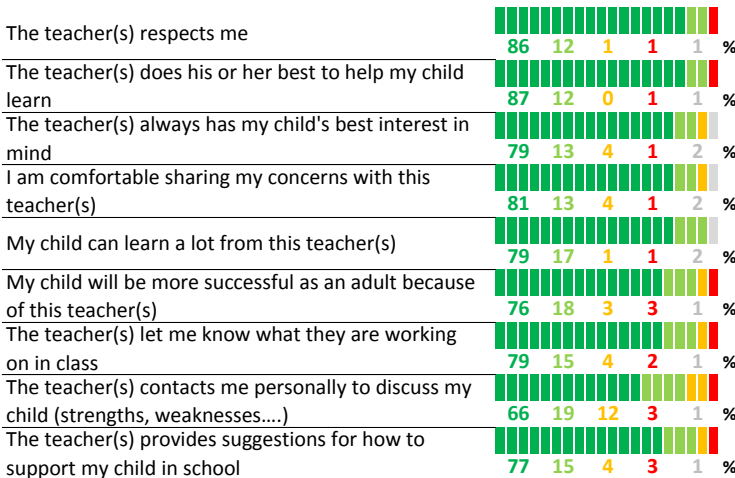 The teacher(s) respects me
86 12 1 1 1 %
The teacher(s) does his or her best to help my child
learn
87 12 0 1 1 %
The teacher(s) always has my child's best interest in
mind
79 13 4 1 2 %
I am comfortable sharing my concerns with this
teacher(s)
81 13 4 1 2 %
My child can learn a lot from this teacher(s)
79 17 1 1 2 %
My child will be more successful as an adult because
of this teacher(s)
76 18 3 3 1 %
The teacher(s) let me know what they are working
on in class
79 15 4 2 1 %
The teacher(s) contacts me personally to discuss my
child (strengths, weaknesses....)
66 19 12 3 1 %
The teacher(s) provides suggestions for how to
support my child in school
77 15 4 3 1 %